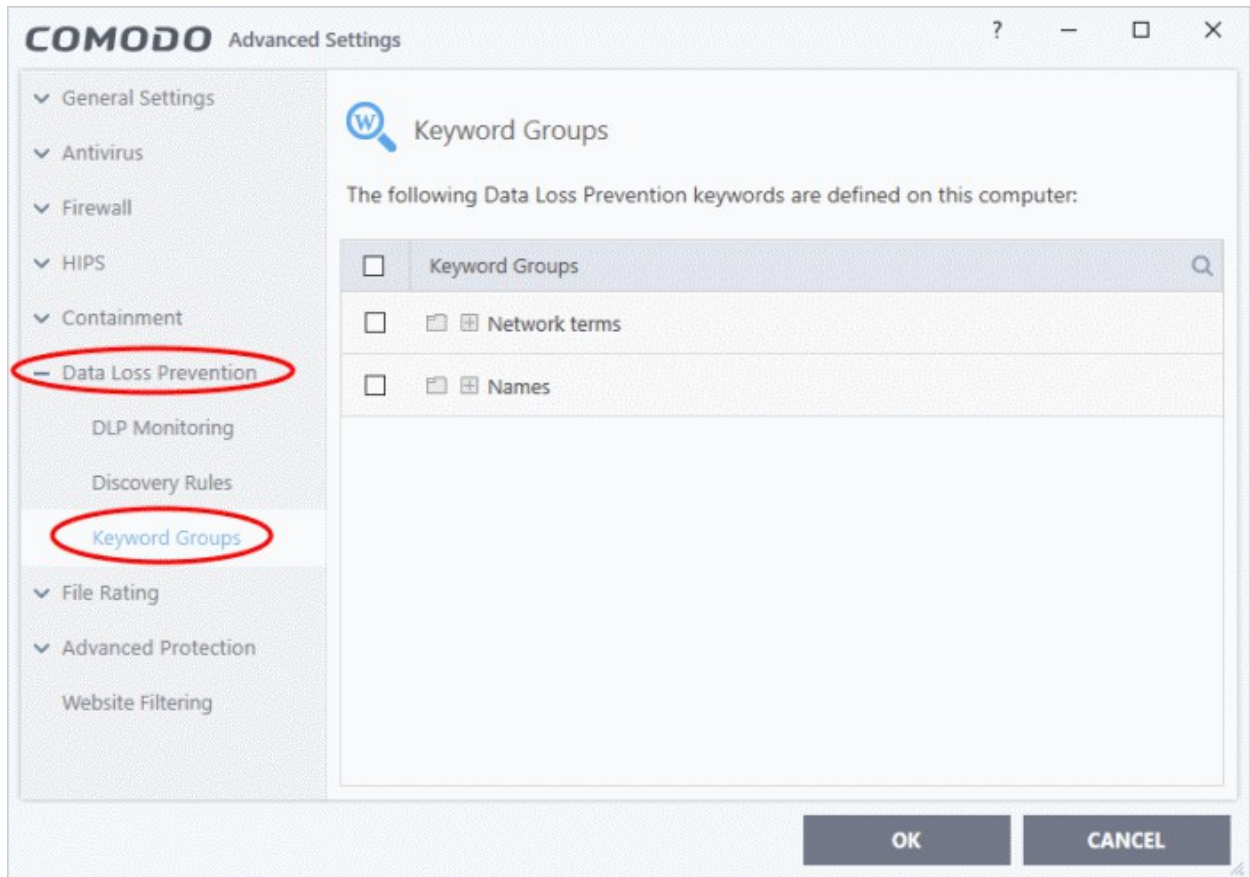 COMODO Advanced Settings
General Settings
Antivirus
Firewall
HIPS
Containment
Data Loss Prevention
DLP Monitoring
Discovery Rules
Keyword Groups
File Rating
Advanced Protection
Website Filtering
W
Keyword Groups
The following Data Loss Prevention keywords are defined on this computer:
Keyword Groups
Network terms
Names
OK
CANCEL